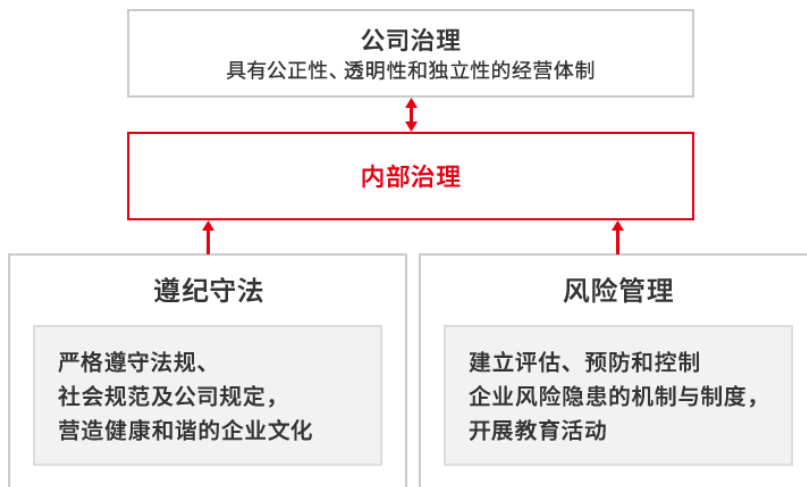 公司治理
具有公正性、透明性和独立性的经营体制
内部治理
遵纪守法
严格遵守法规、
社会规范及公司规定，
营造健康和谐的企业文化
风险管理
建立评估、预防和控制
企业风险隐患的机制与制度，
开展教育活动